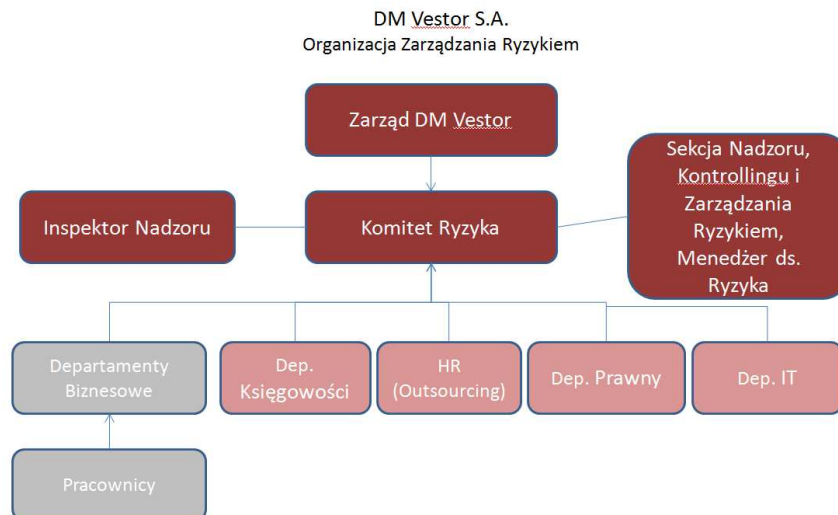 DM Vestor S.A.
Organizacja Zarządzania Ryzykiem
Zarząd DM Vestor
Sekcja Nadzoru,
Kontrollingu i
Zarządzania
Ryzykiem,
Menedżer ds.
Ryzyka
Inspektor Nadzoru
Komitet Ryzyka
Departamenty
Biznesowe
Dep.
Księgowości
HR
(Outsourcing)
Dep. Prawny
Dep. IT
Pracownicy